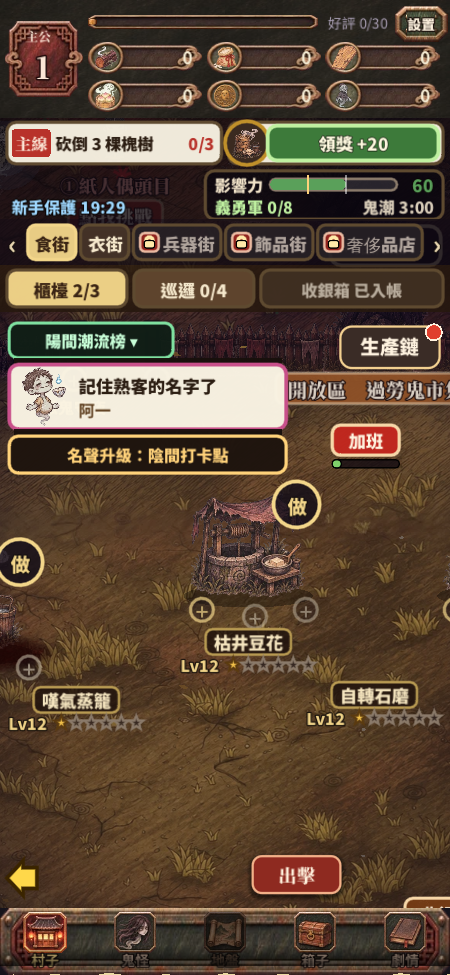 主公
1
好評 0/30
設置
0
0
0
0
0
0
主線 砍倒 3 棵槐樹 0/3
領獎 +20
紙人偶頭目
影響力 60
新手保護 19:29
義勇軍 0/8
鬼潮 3:00
‹ 食街 衣街 兵器街 飾品街 奢侈品店 ›
櫃檯 2/3
巡邏 0/4
收銀箱 已入帳
陽間潮流榜 ▾
生產鏈
記住熟客的名字了
阿一
開放區 過勞鬼市
名聲升級：陰間打卡點
加班
做
做
枯井豆花
Lv12
嘆氣蒸籠
Lv12
自轉石磨
Lv12
出擊
村子
鬼怪
箱子
劇情